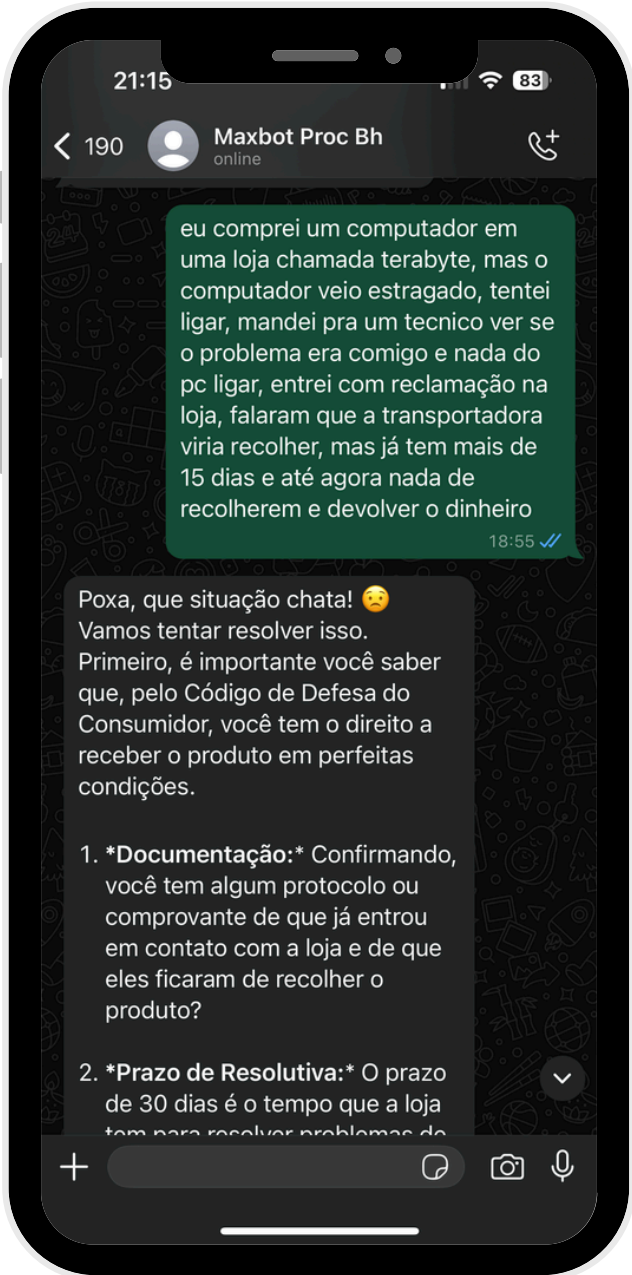 21:15
83
190
Maxbot Proc Bh
online
eu comprei um computador em
uma loja chamada terabyte, mas o
computador veio estragado, tentei
ligar, mandei pra um tecnico ver se
o problema era comigo e nada do
pc ligar, entrei com reclamação na
loja, falaram que a transportadora
viria recolher, mas já tem mais de
15 dias e até agora nada de
recolherem e devolver o dinheiro
18:55
Poxa, que situação chata! 😟
Vamos tentar resolver isso.
Primeiro, é importante você saber
que, pelo Código de Defesa do
Consumidor, você tem o direito a
receber o produto em perfeitas
condições.
1. *Documentação:* Confirmando,
você tem algum protocolo ou
comprovante de que já entrou
em contato com a loja e de que
eles ficaram de recolher o
produto?
2. *Prazo de Resolutiva:* O prazo
de 30 dias é o tempo que a loja
tem para resolver problemas de